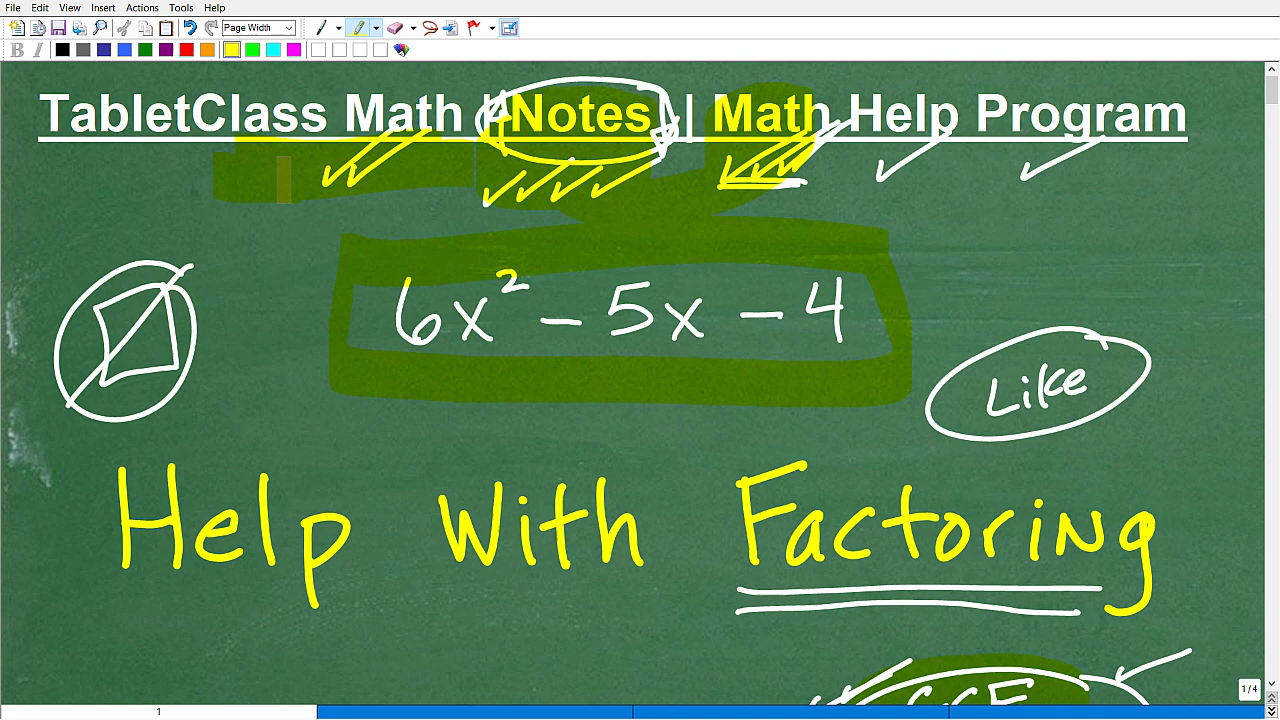 File Edit View Insert Actions Tools Help
Page Width
B I
TabletClass Math || Notes || Math Help Program
6x² - 5x - 4
Like
Help With Factoring
GCF
1/4
1